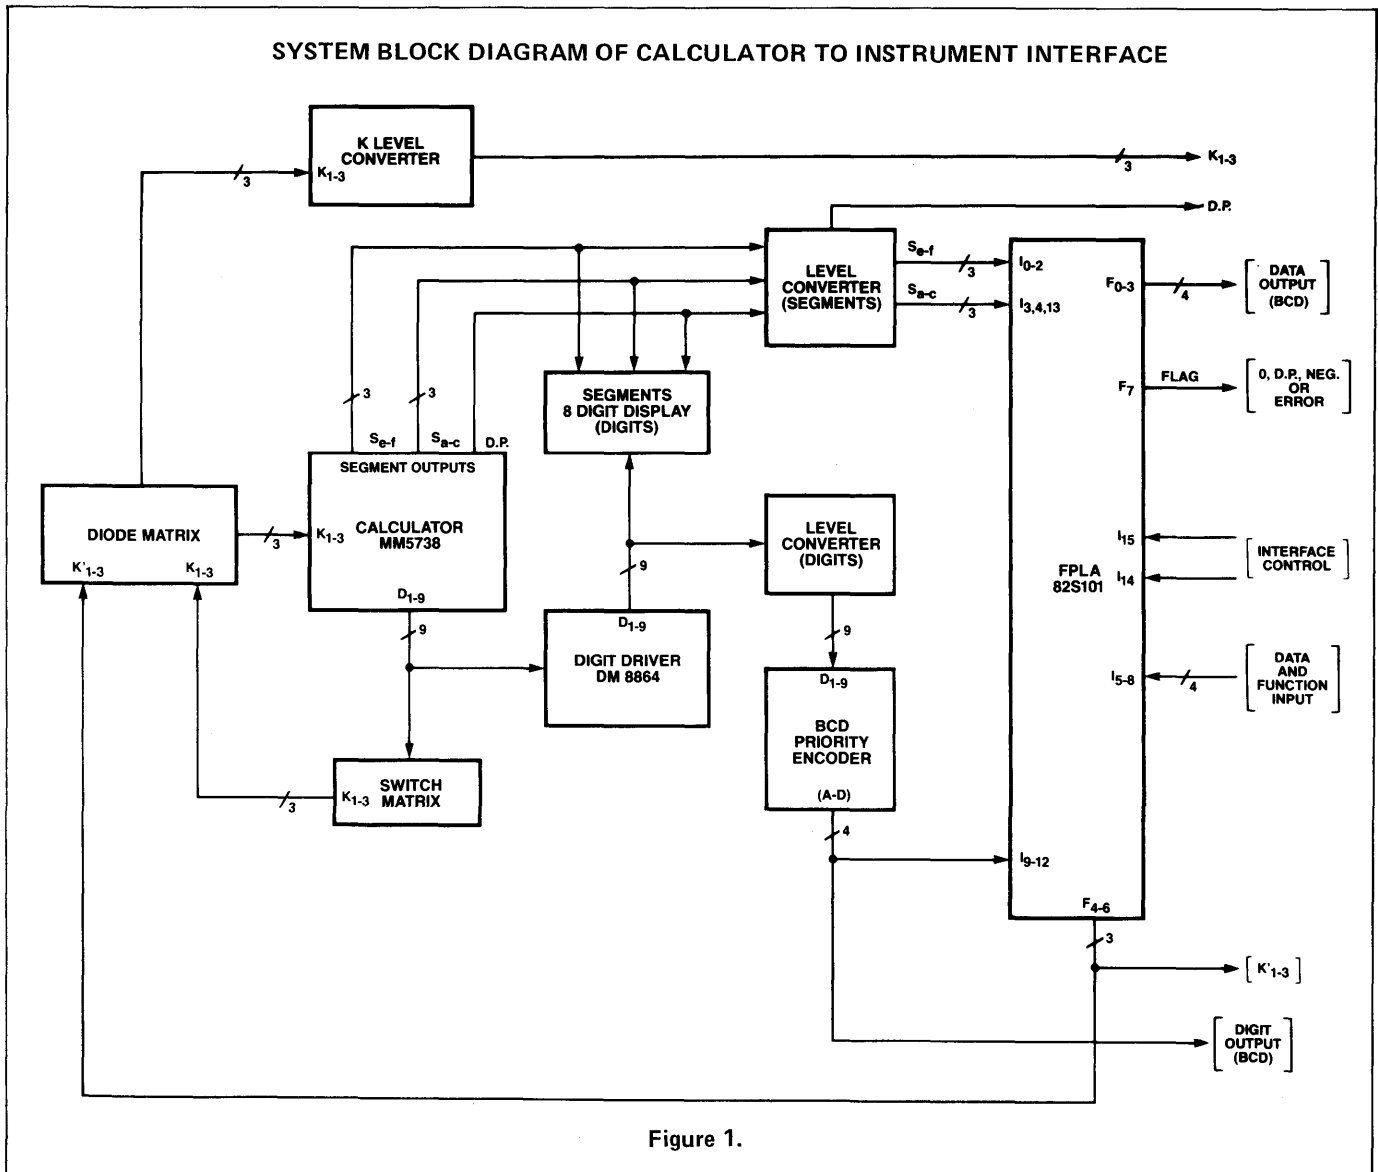 SYSTEM BLOCK DIAGRAM OF CALCULATOR TO INSTRUMENT INTERFACE
K LEVEL
CONVERTER
K1-3
3
3
K1-3
D.P.
LEVEL
CONVERTER
(SEGMENTS)
Se-f
3
Sa-c
3
I0-2
I3,4,13
F0-3
4
DATA
OUTPUT
(BCD)
F7
FLAG
0, D.P., NEG.
OR
ERROR
SEGMENTS
8 DIGIT DISPLAY
(DIGITS)
3
3
Se-f
Sa-c
D.P.
SEGMENT OUTPUTS
CALCULATOR
MM5738
K1-3
D1-9
DIODE MATRIX
K'1-3
K1-3
3
9
LEVEL
CONVERTER
(DIGITS)
9
FPLA
82S101
I15
I14
INTERFACE
CONTROL
I5-8
4
DATA
AND
FUNCTION
INPUT
9
D1-9
DIGIT DRIVER
DM 8864
D1-9
BCD
PRIORITY
ENCODER
(A-D)
SWITCH
MATRIX
K1-3
3
4
I9-12
F4-6
3
[K'1-3]
DIGIT
OUTPUT
(BCD)
Figure 1.